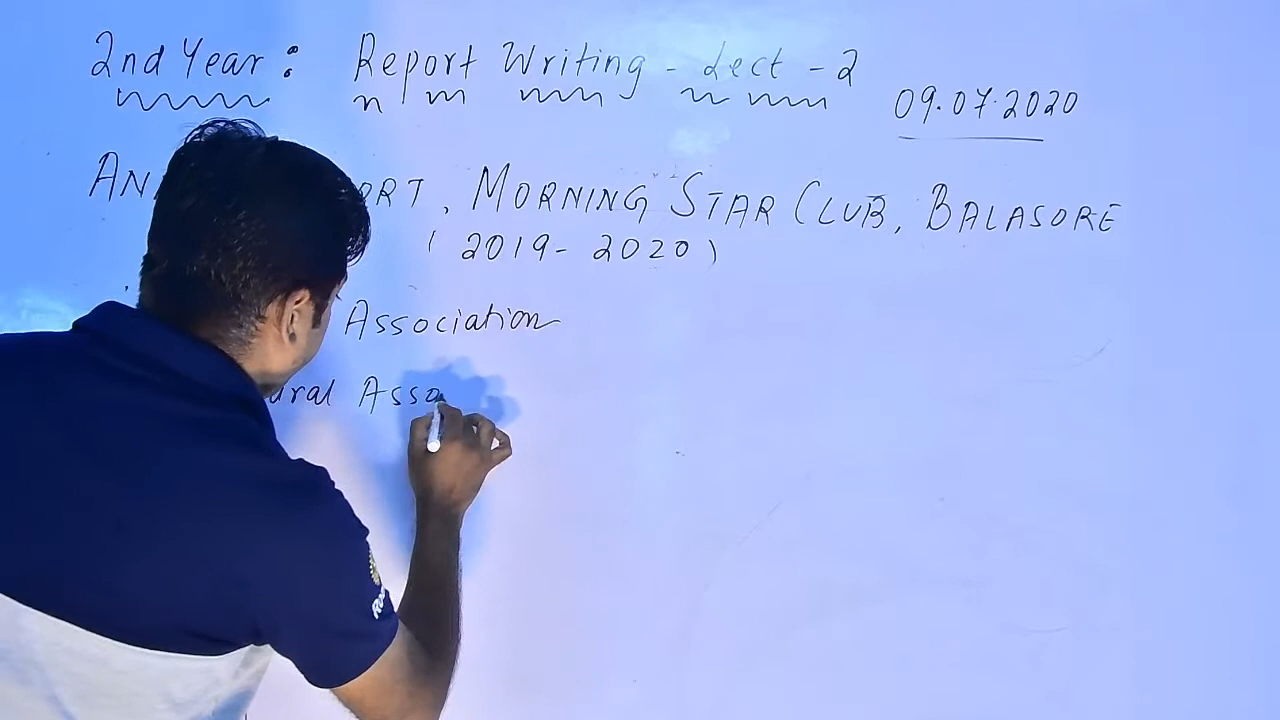 2nd Year : Report Writing - Lect - 2
09.07.2020
AN ORT, MORNING STAR CLUB, BALASORE
( 2019 - 2020 )
Association
ural Asso